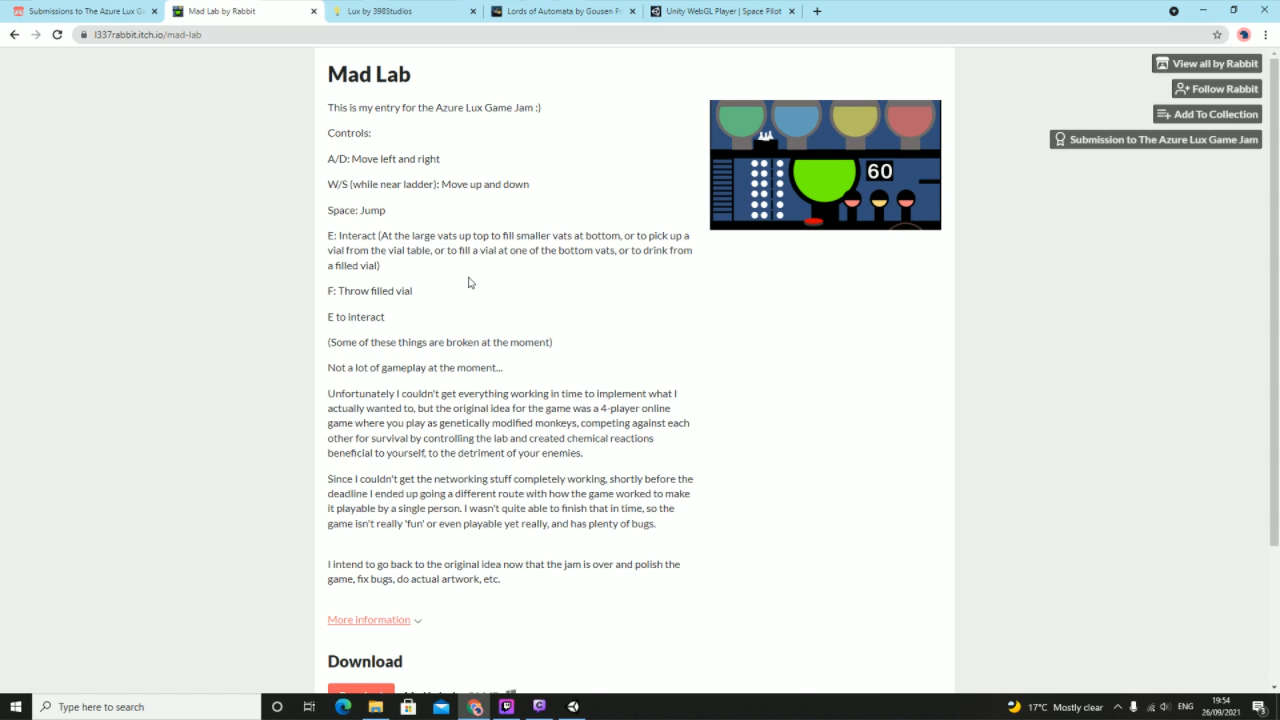 Submissions to The Azure Lux Ga
Mad Lab by Rabbit
Lux by 398Studios
Lords of Automata by Gousen Fi
Unity WebGL Player | Space Pilot
l337rabbit.itch.io/mad-lab
View all by Rabbit
Follow Rabbit
Add To Collection
Submission to The Azure Lux Game Jam
Mad Lab
This is my entry for the Azure Lux Game Jam :)
Controls:
A/D: Move left and right
W/S (while near ladder): Move up and down
Space: Jump
E: Interact (At the large vats up top to fill smaller vats at bottom, or to pick up a
vial from the vial table, or to fill a vial at one of the bottom vats, or to drink from
a filled vial)
F: Throw filled vial
E to interact
(Some of these things are broken at the moment)
Not a lot of gameplay at the moment...
Unfortunately I couldn't get everything working in time to implement what I
actually wanted to, but the original idea for the game was a 4-player online
game where you play as genetically modified monkeys, competing against each
other for survival by controlling the lab and created chemical reactions
beneficial to yourself, to the detriment of your enemies.
Since I couldn't get the networking stuff completely working, shortly before the
deadline I ended up going a different route with how the game worked to make
it playable by a single person. I wasn't quite able to finish that in time, so the
game isn't really 'fun' or even playable yet really, and has plenty of bugs.
I intend to go back to the original idea now that the jam is over and polish the
game, fix bugs, do actual artwork, etc.
More information
Download
60
Type here to search
17°C Mostly clear
ENG
19:54
26/09/2021
3